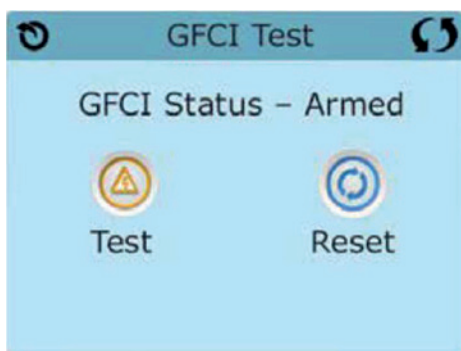 GFCI Test
GFCI Status – Armed
Test
Reset